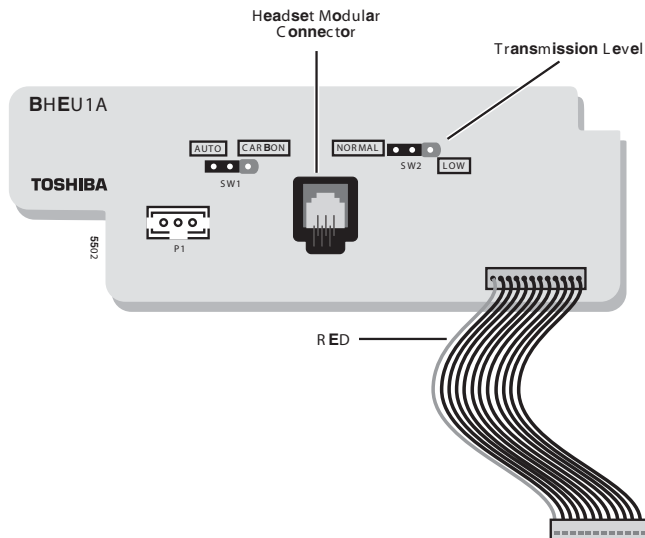 Headset Modular
Connector
Transmission Level
BHEU1A
AUTO
CARBON
NORMAL
SW1
SW2
LOW
TOSHIBA
P1
5502
RED